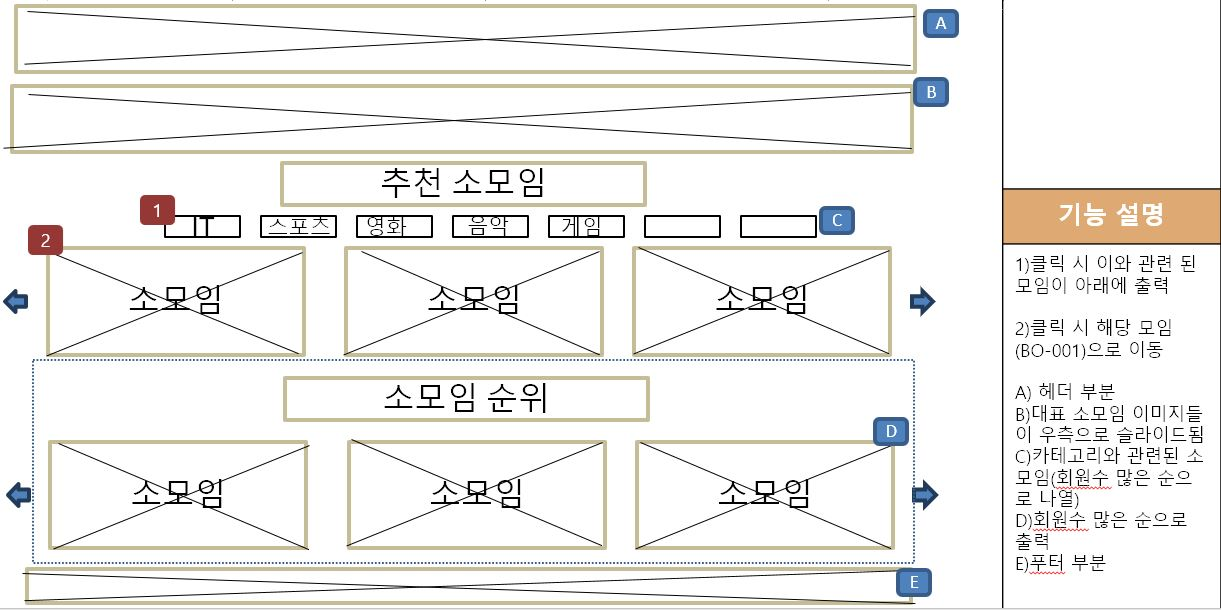 A
B
추천 소모임
1
IT
스포츠
영화
음악
게임
C
2
소모임
소모임
소모임
소모임 순위
D
소모임
소모임
소모임
E
기능 설명
1)클릭 시 이와 관련 된
모임이 아래에 출력
2)클릭 시 해당 모임
(BO-001)으로 이동
A) 헤더 부분
B)대표 소모임 이미지들
이 우측으로 슬라이드됨
C)카테고리와 관련된 소
모임(회원수 많은 순으
로 나열)
D)회원수 많은 순으로
출력
E)푸터 부분